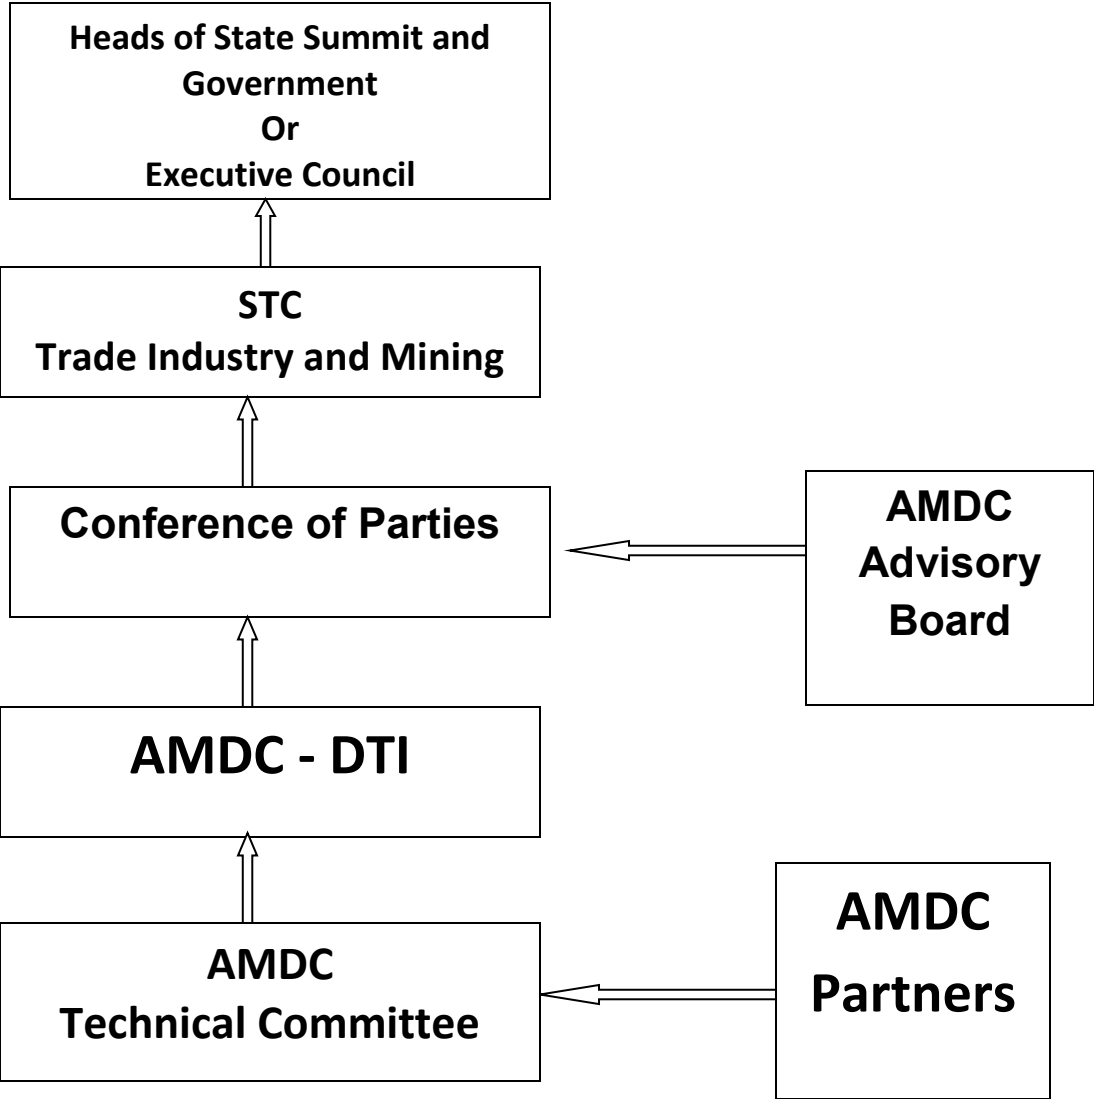 Heads of State Summit and
Government
Or
Executive Council
STC
Trade Industry and Mining
Conference of Parties
AMDC
Advisory
Board
AMDC - DTI
AMDC
Technical Committee
AMDC
Partners